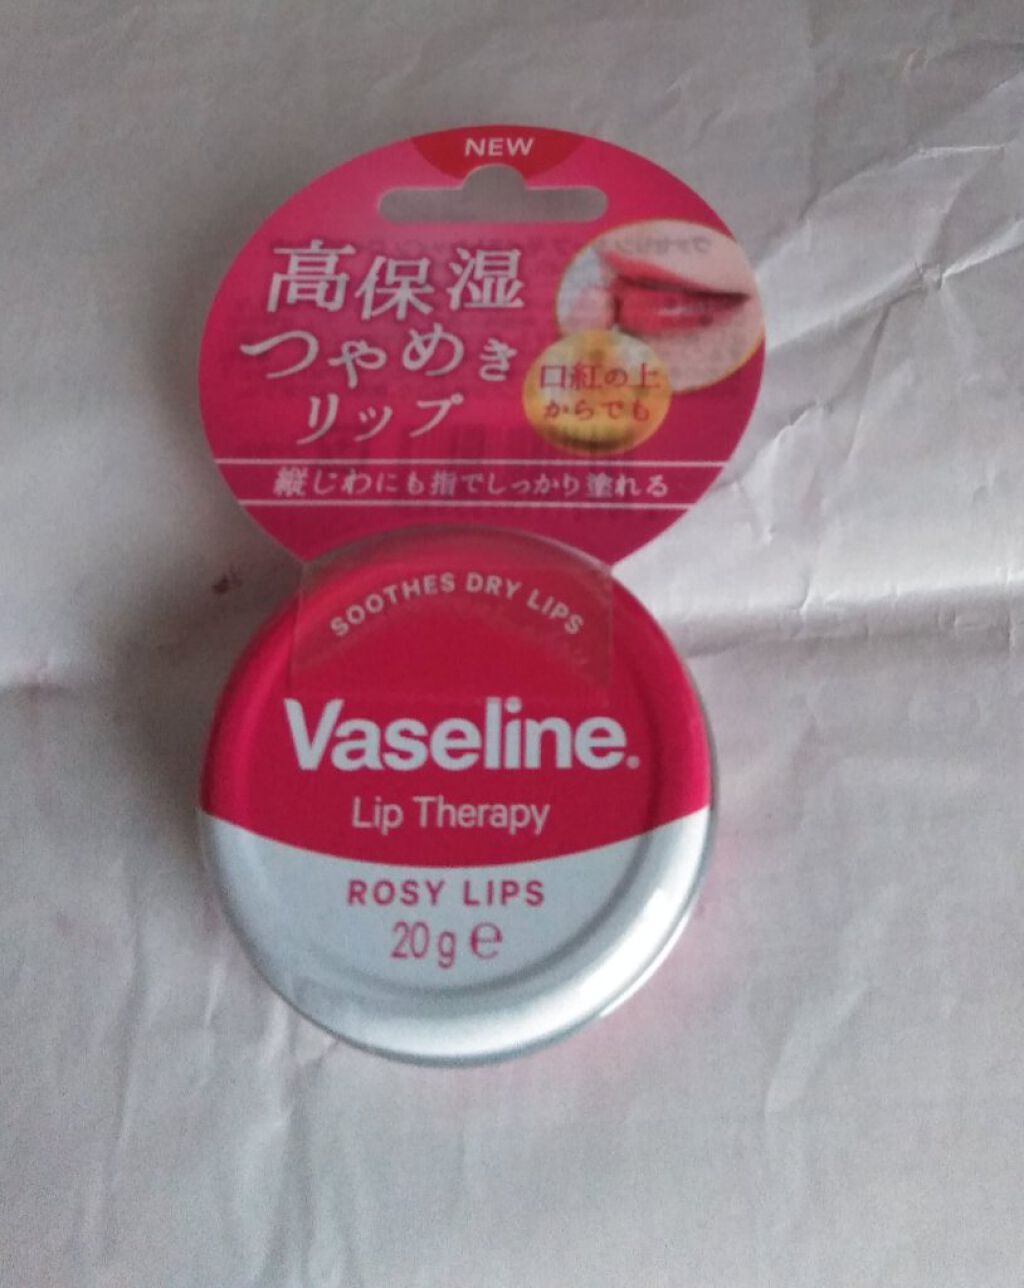 NEW
高保湿
つやめき
リップ
口紅の上
からでも
縦じわにも指でしっかり塗れる
SOOTHES DRY LIPS
Vaseline.
Lip Therapy
ROSY LIPS
20g ℮